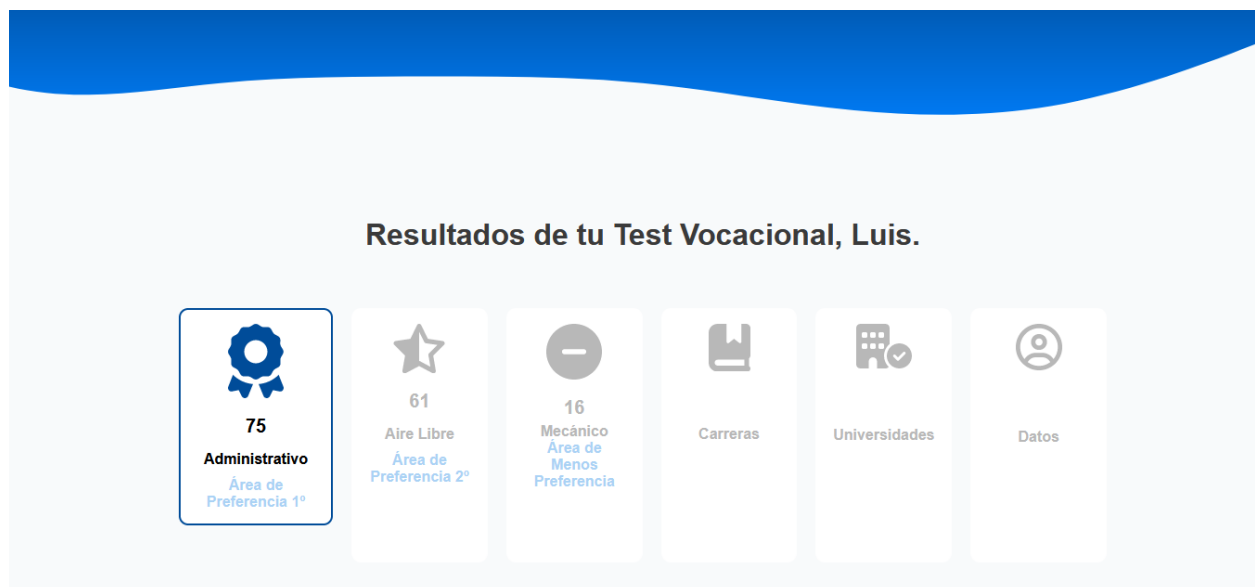 Resultados de tu Test Vocacional, Luis.
75
Administrativo
Área de
Preferencia 1º
61
Aire Libre
Área de
Preferencia 2º
16
Mecánico
Área de
Menos
Preferencia
Carreras
Universidades
Datos